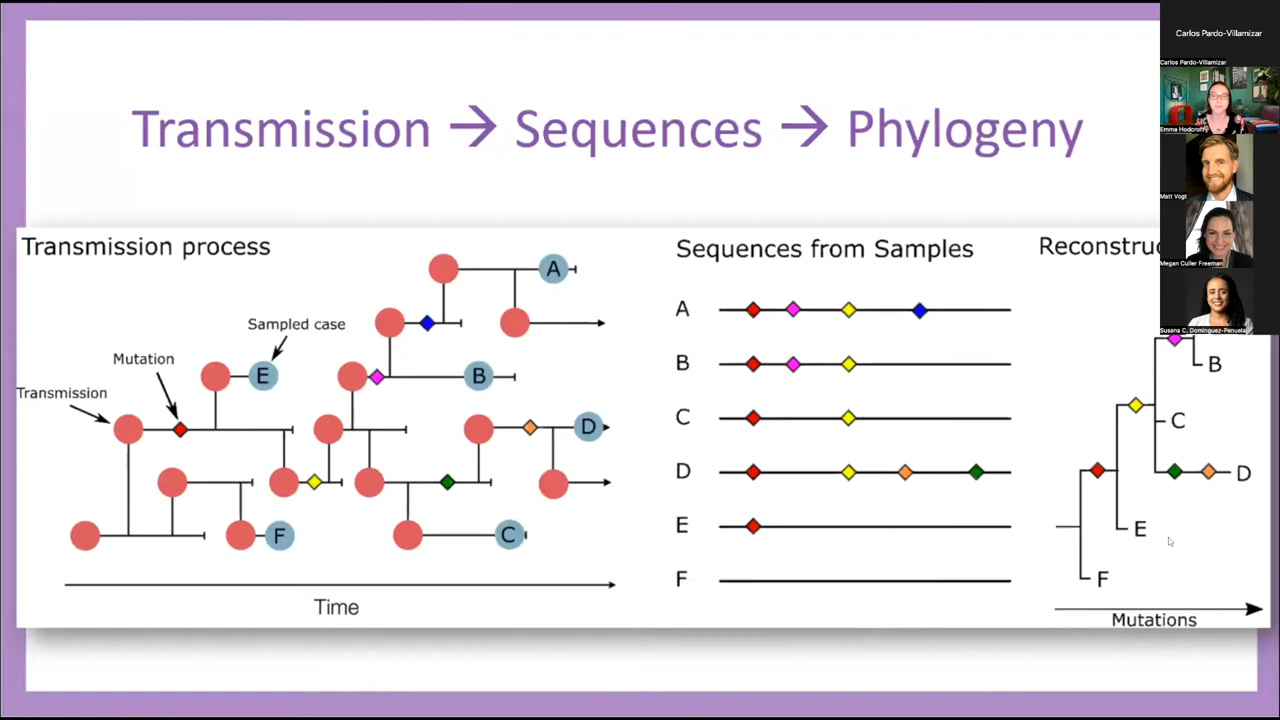 Transmission → Sequences → Phylogeny
Transmission process
Sampled case
Mutation
Transmission
A
E
B
D
F
C
Time
Sequences from Samples
A
B
C
D
E
F
Reconstruc
B
C
D
E
F
Mutations
Carlos Pardo-Villamizar
Carlos Pardo-Villamizar
Emma Hodcroft
Matt Vogt
Megan Culler Freeman
Susana C. Dominguez-Penuela